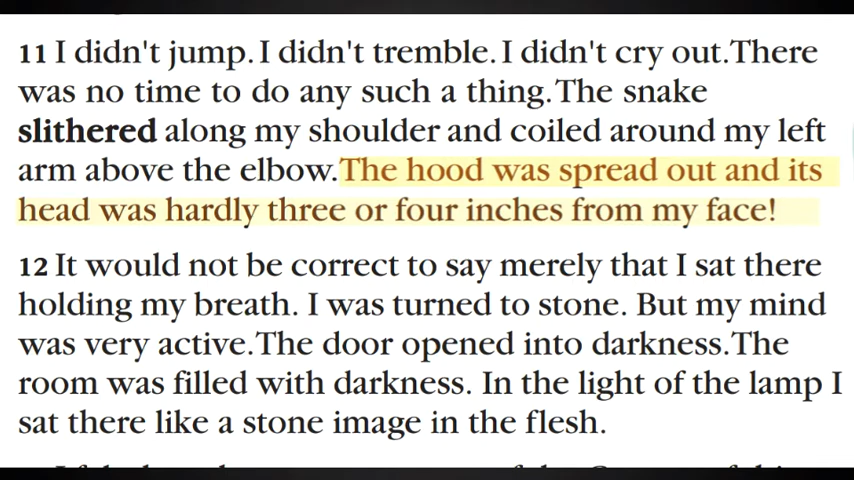 11 I didn't jump. I didn't tremble. I didn't cry out.There
was no time to do any such a thing.The snake
slithered along my shoulder and coiled around my left
arm above the elbow.The hood was spread out and its
head was hardly three or four inches from my face!
12 It would not be correct to say merely that I sat there
holding my breath. I was turned to stone. But my mind
was very active.The door opened into darkness.The
room was filled with darkness. In the light of the lamp I
sat there like a stone image in the flesh.